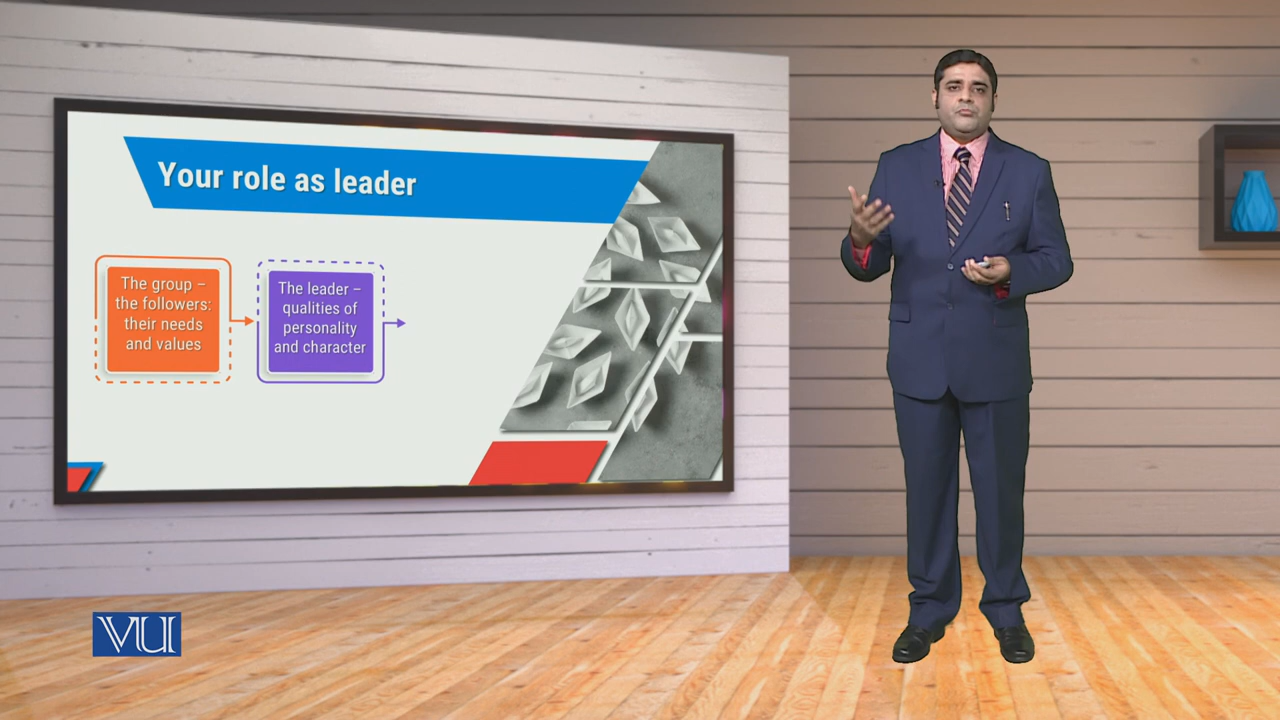 Your role as leader
The group –
the followers:
their needs
and values
The leader –
qualities of
personality
and character
VU